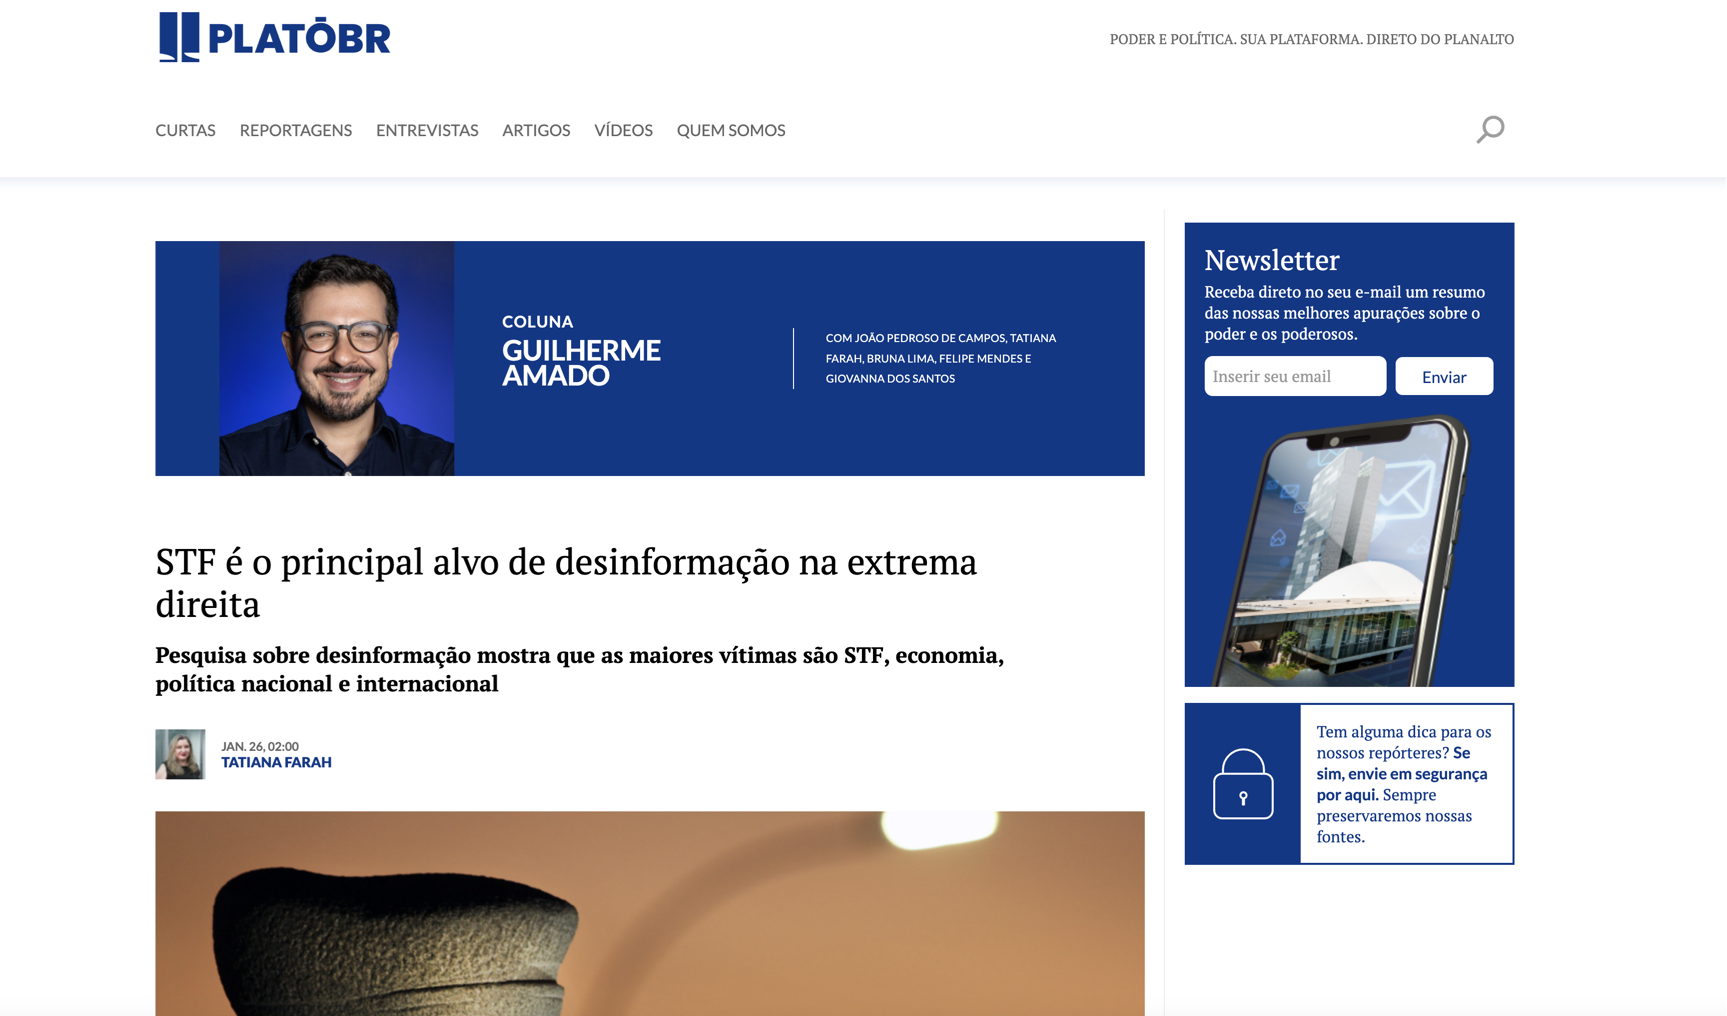 PLATŌBR
PODER E POLÍTICA. SUA PLATAFORMA. DIRETO DO PLANALTO
CURTAS REPORTAGENS ENTREVISTAS ARTIGOS VÍDEOS QUEM SOMOS
COLUNA
GUILHERME
AMADO
COM JOÃO PEDROSO DE CAMPOS, TATIANA
FARAH, BRUNA LIMA, FELIPE MENDES E
GIOVANNA DOS SANTOS
STF é o principal alvo de desinformação na extrema
direita
Pesquisa sobre desinformação mostra que as maiores vítimas são STF, economia,
política nacional e internacional
JAN. 26, 02:00
TATIANA FARAH
Newsletter
Receba direto no seu e-mail um resumo
das nossas melhores apurações sobre o
poder e os poderosos.
Inserir seu email
Enviar
Tem alguma dica para os
nossos repórteres? Se
sim, envie em segurança
por aqui. Sempre
preservaremos nossas
fontes.